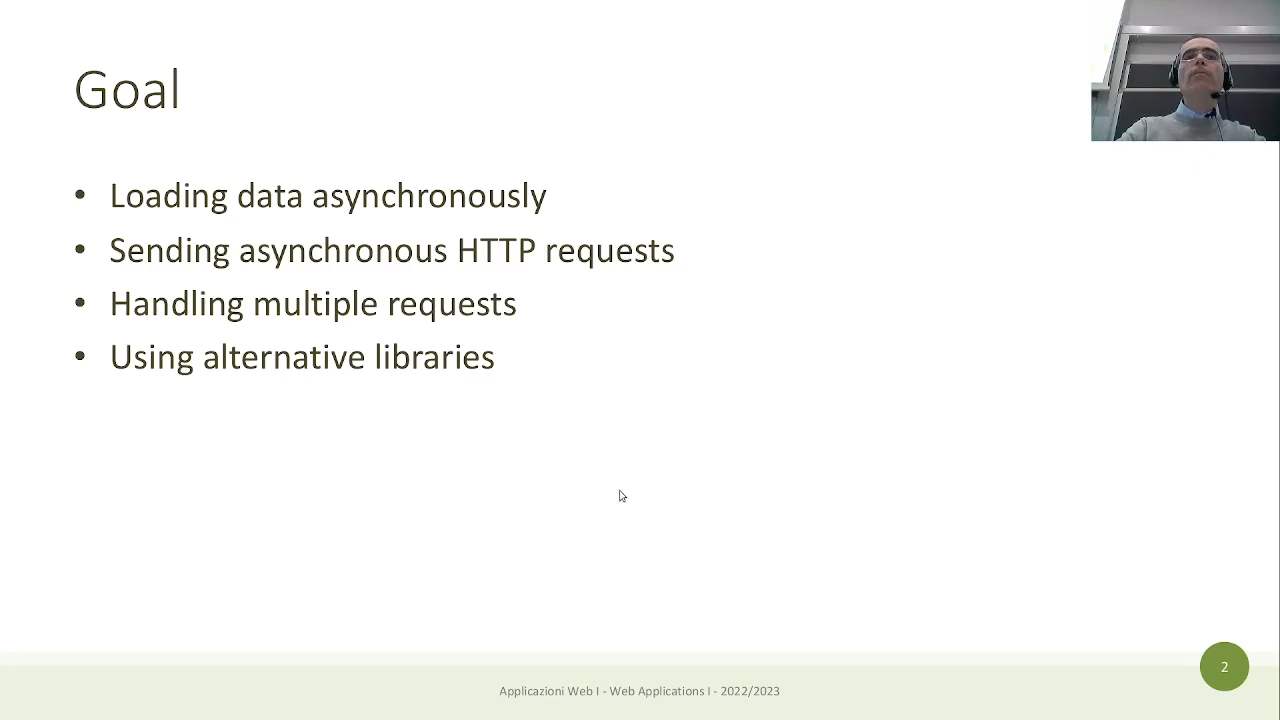 Goal
• Loading data asynchronously
• Sending asynchronous HTTP requests
• Handling multiple requests
• Using alternative libraries
2
Applicazioni Web I - Web Applications I - 2022/2023